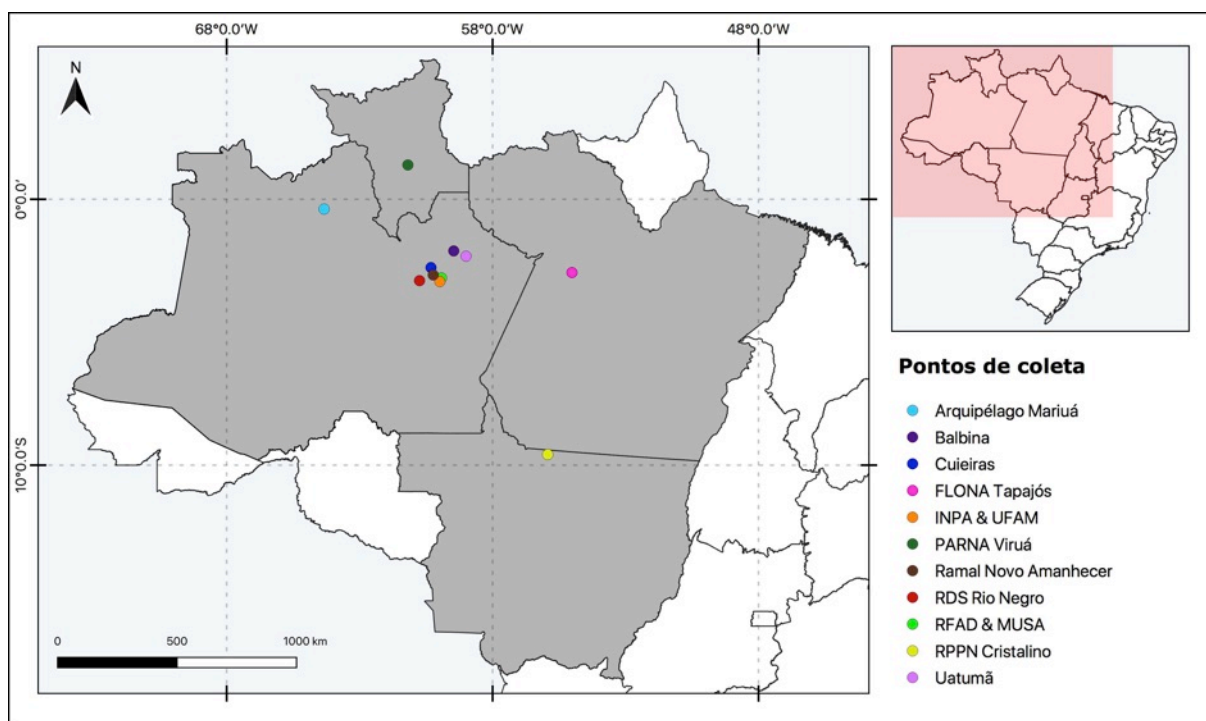 68°0.0'W
58°0.0'W
48°0.0'W
N
0°0.0'
10°0.0'S
0
500
1000 km
Pontos de coleta
Arquipélago Mariuá
Balbina
Cuieiras
FLONA Tapajós
INPA & UFAM
PARNA Viruá
Ramal Novo Amanhecer
RDS Rio Negro
RFAD & MUSA
RPPN Cristalino
Uatumã